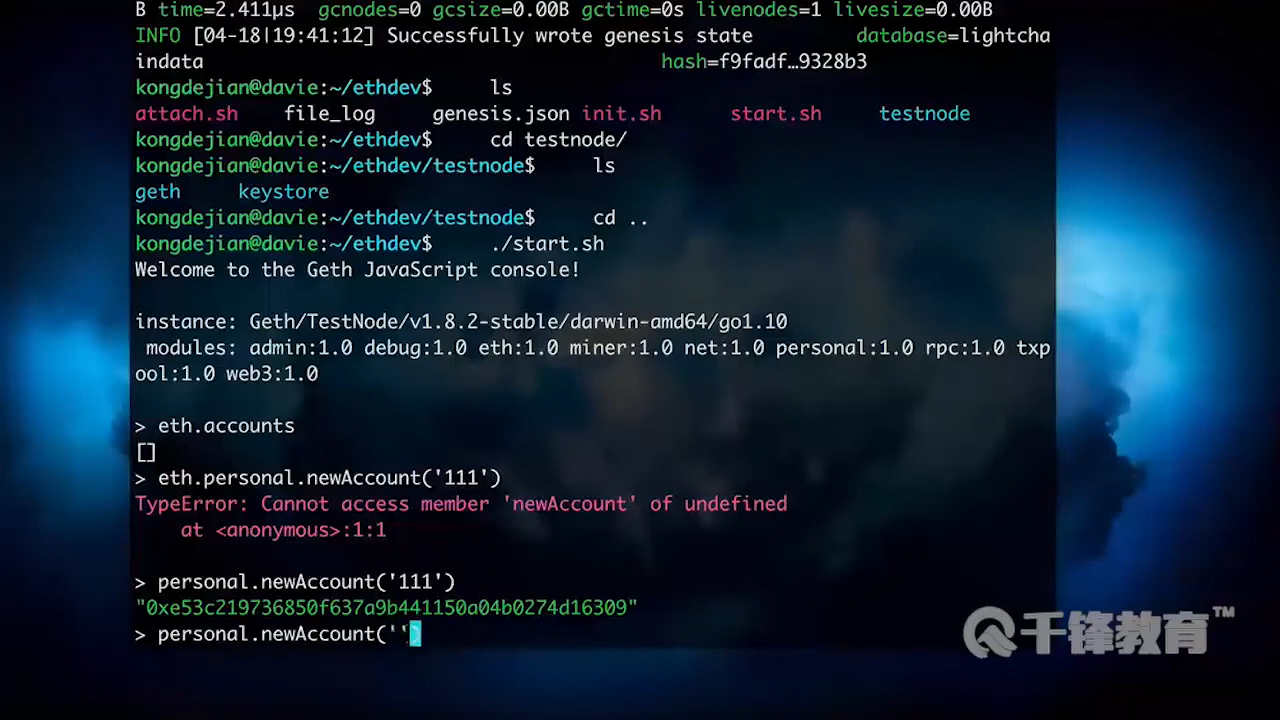 B time=2.411µs gcnodes=0 gcsize=0.00B gctime=0s livenodes=1 livesize=0.00B
INFO [04-18|19:41:12] Successfully wrote genesis state database=lightcha
indata hash=f9fadf…9328b3
kongdejian@davie:~/ethdev$ ls
attach.sh file_log genesis.json init.sh start.sh testnode
kongdejian@davie:~/ethdev$ cd testnode/
kongdejian@davie:~/ethdev/testnode$ ls
geth keystore
kongdejian@davie:~/ethdev/testnode$ cd ..
kongdejian@davie:~/ethdev$ ./start.sh
Welcome to the Geth JavaScript console!
instance: Geth/TestNode/v1.8.2-stable/darwin-amd64/go1.10
modules: admin:1.0 debug:1.0 eth:1.0 miner:1.0 net:1.0 personal:1.0 rpc:1.0 txp
ool:1.0 web3:1.0
> eth.accounts
[]
> eth.personal.newAccount('111')
TypeError: Cannot access member 'newAccount' of undefined
at <anonymous>:1:1
> personal.newAccount('111')
"0xe53c219736850f637a9b441150a04b0274d16309"
> personal.newAccount('')
千锋教育™